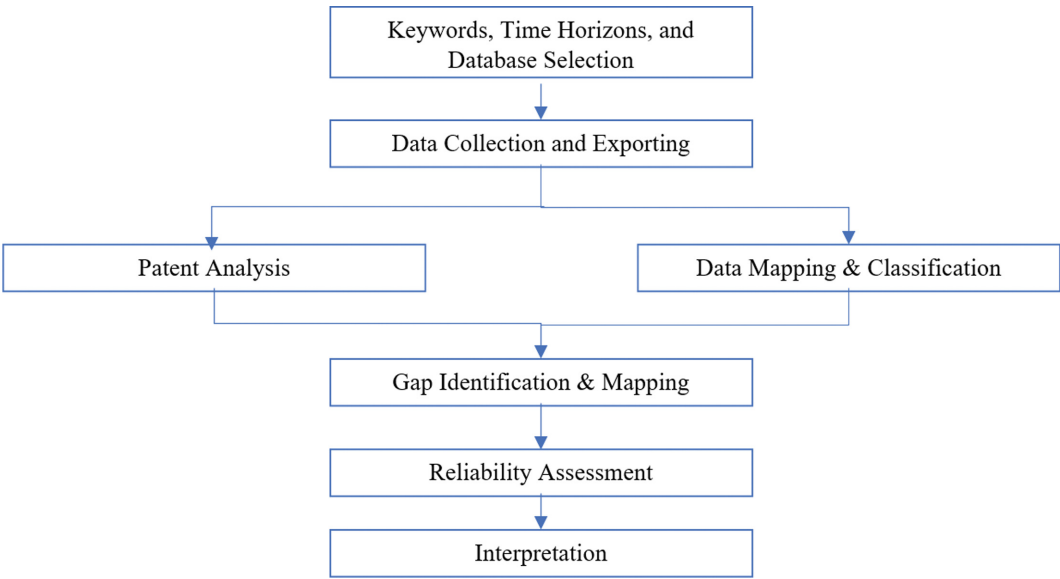 Keywords, Time Horizons, and
Database Selection
Data Collection and Exporting
Patent Analysis
Data Mapping & Classification
Gap Identification & Mapping
Reliability Assessment
Interpretation